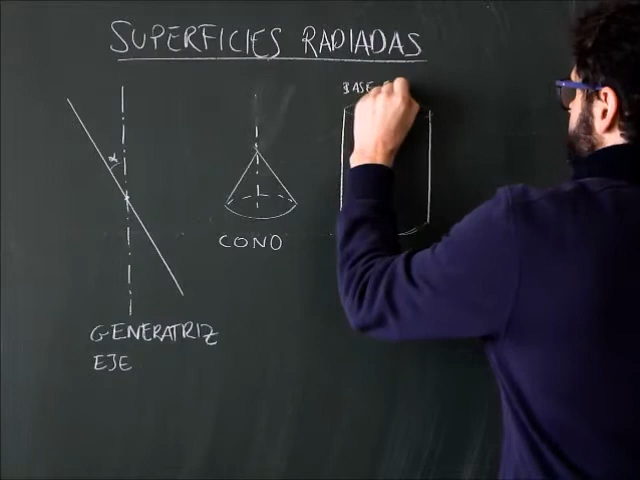 SUPERFICIES RADIADAS
BASE
α
CONO
GENERATRIZ
EJE